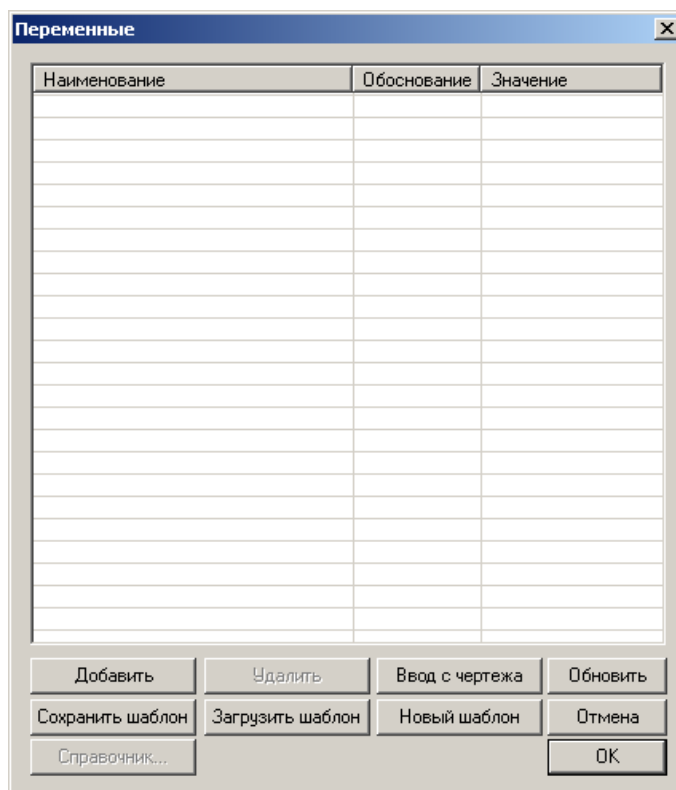 Переменные
Наименование Обоснование Значение
Добавить Удалить Ввод с чертежа Обновить
Сохранить шаблон Загрузить шаблон Новый шаблон Отмена
Справочник... OK